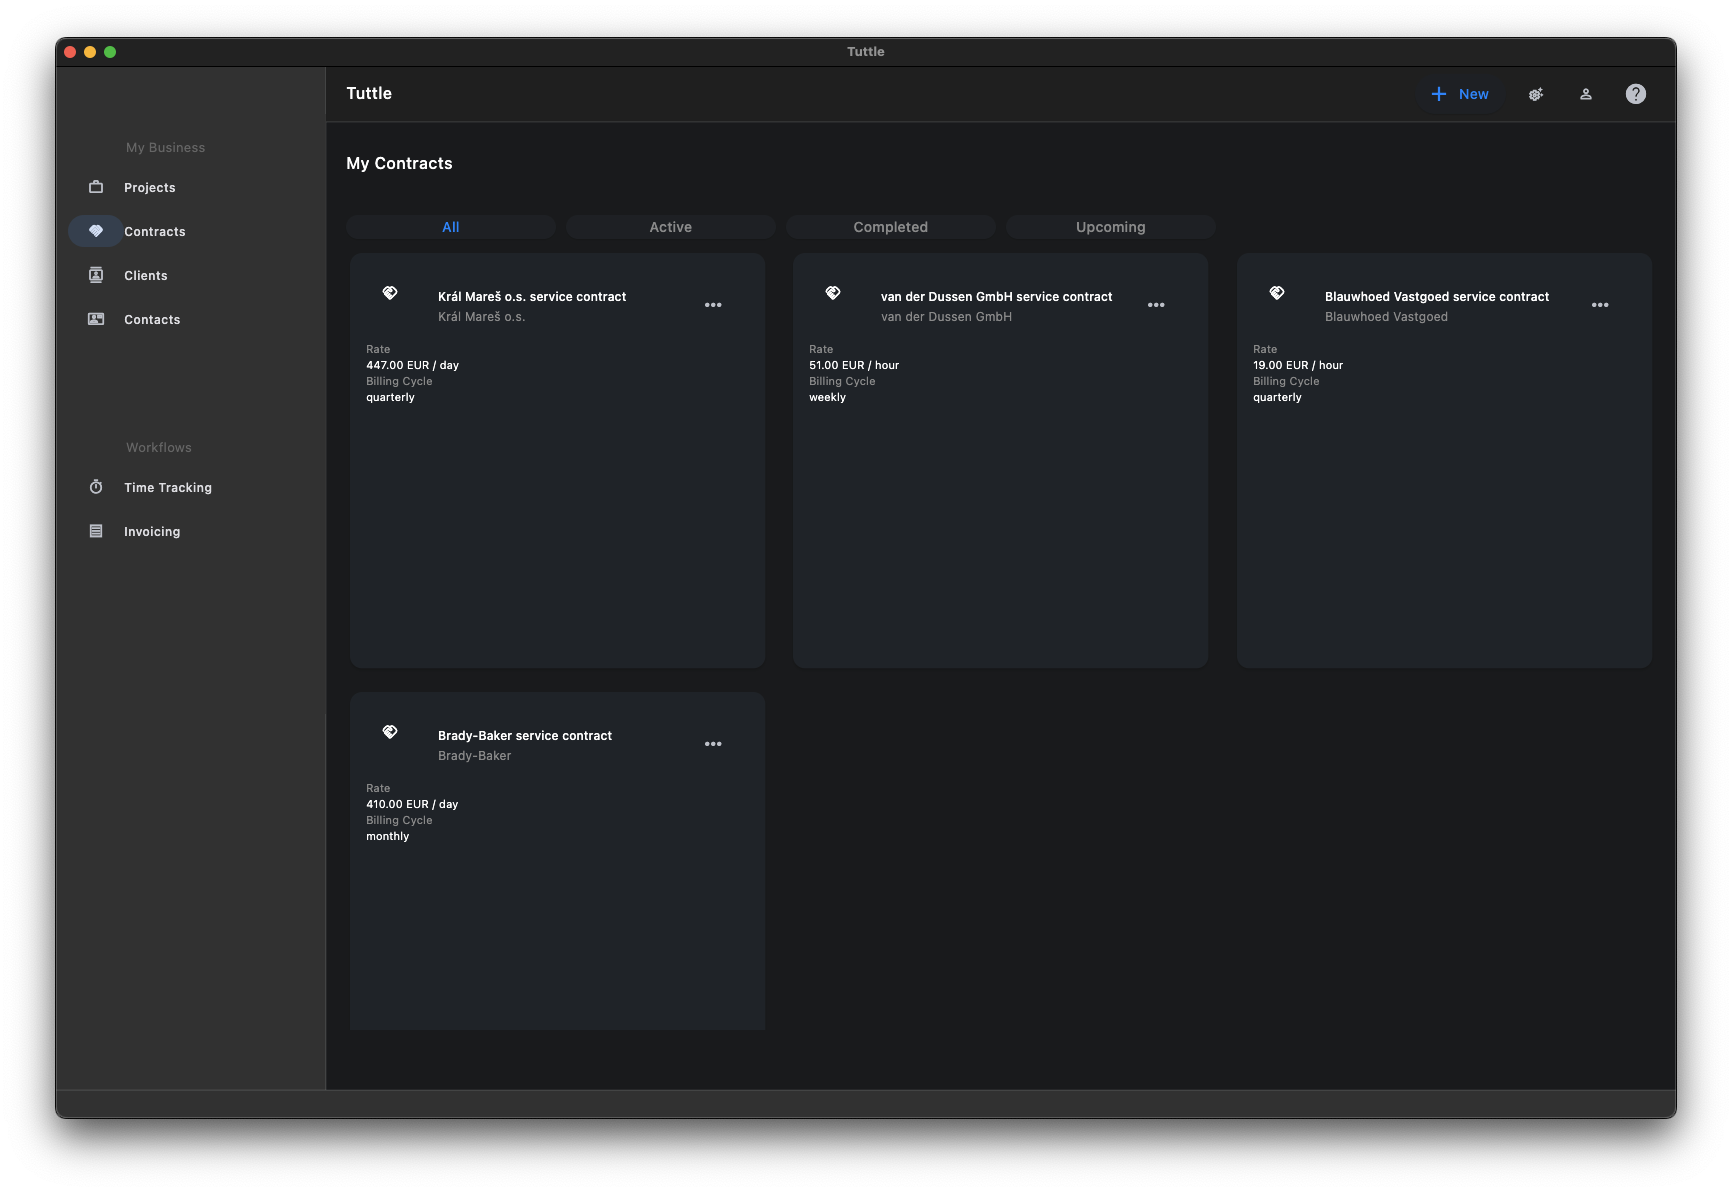 Tuttle
Tuttle
New
My Business
Projects
Contracts
Clients
Contacts
Workflows
Time Tracking
Invoicing
My Contracts
All
Active
Completed
Upcoming
Král Mareš o.s. service contract
Král Mareš o.s.
Rate
447.00 EUR / day
Billing Cycle
quarterly
van der Dussen GmbH service contract
van der Dussen GmbH
Rate
51.00 EUR / hour
Billing Cycle
weekly
Blauwhoed Vastgoed service contract
Blauwhoed Vastgoed
Rate
19.00 EUR / hour
Billing Cycle
quarterly
Brady-Baker service contract
Brady-Baker
Rate
410.00 EUR / day
Billing Cycle
monthly